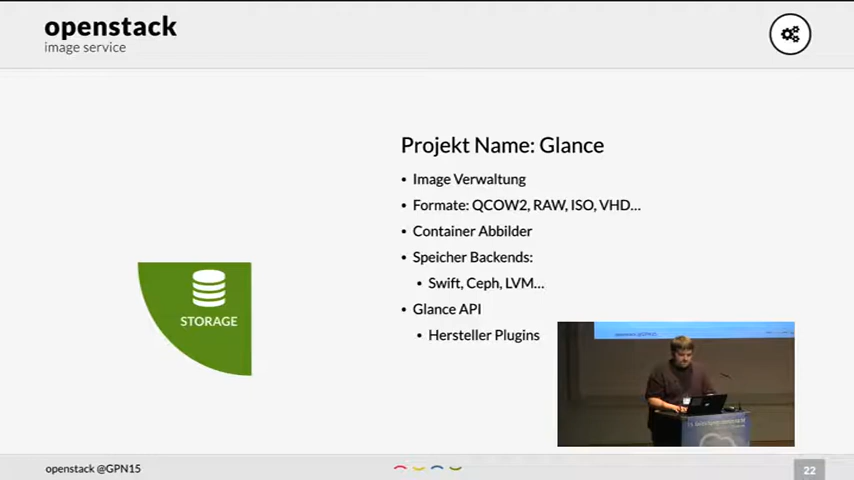 openstack
image service
Projekt Name: Glance
• Image Verwaltung
• Formate: QCOW2, RAW, ISO, VHD...
• Container Abbilder
• Speicher Backends:
• Swift, Ceph, LVM...
• Glance API
• Hersteller Plugins
STORAGE
openstack @GPN15
22